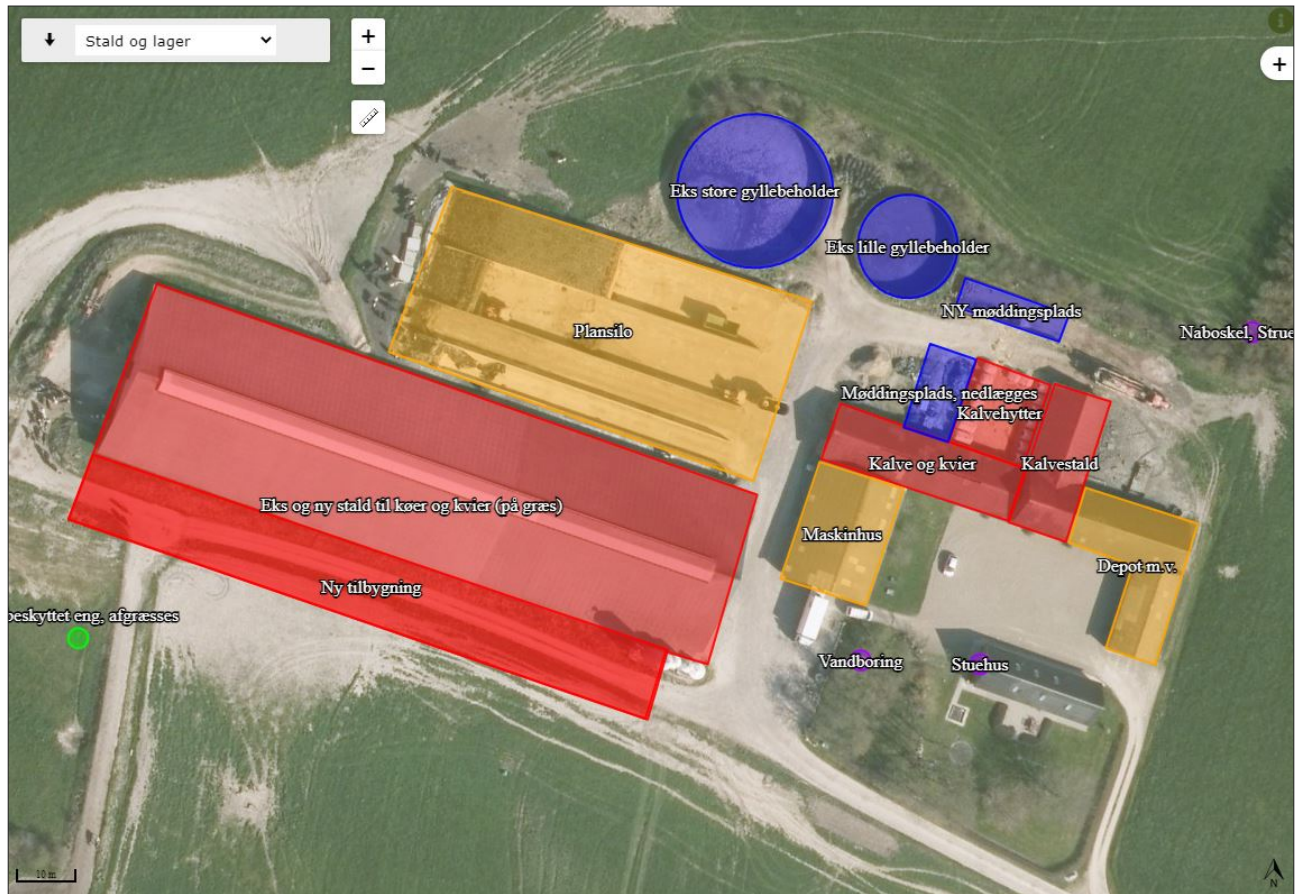 Stald og lager
+
−
i
+
Eks store gyllebeholder
Eks lille gyllebeholder
NY møddingsplads
Plansilo
Naboskel, Strue
Møddingsplads, nedlægges
Kalvehytter
Kalve og kvier
Kalvestald
Eks og ny stald til køer og kvier (på græs)
Maskinhus
Depot m.v.
Ny tilbygning
beskyttet eng, afgræsses
Vandboring
Stuehus
10 m
N